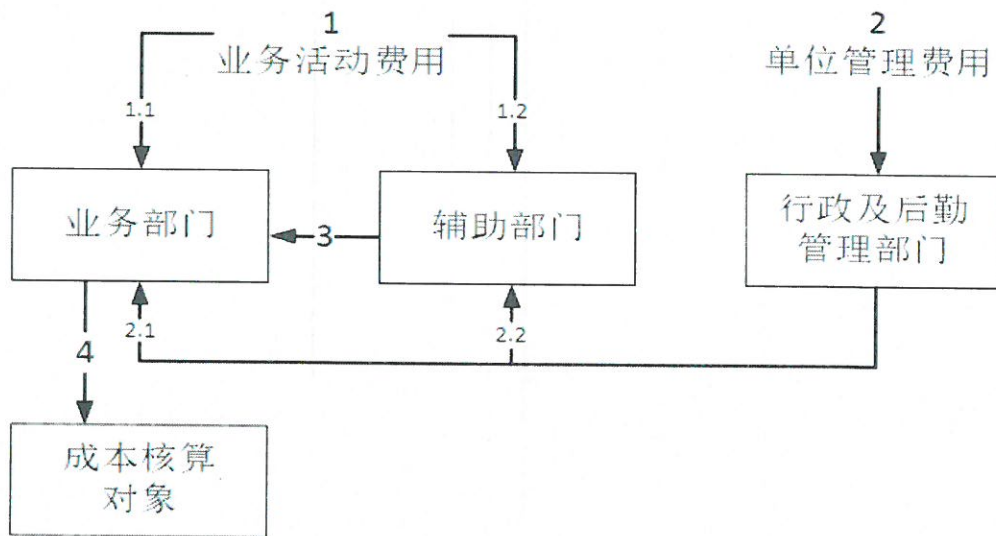 1
业务活动费用
2
单位管理费用
1.1
1.2
业务部门
3
辅助部门
行政及后勤
管理部门
2.1
2.2
4
成本核算
对象